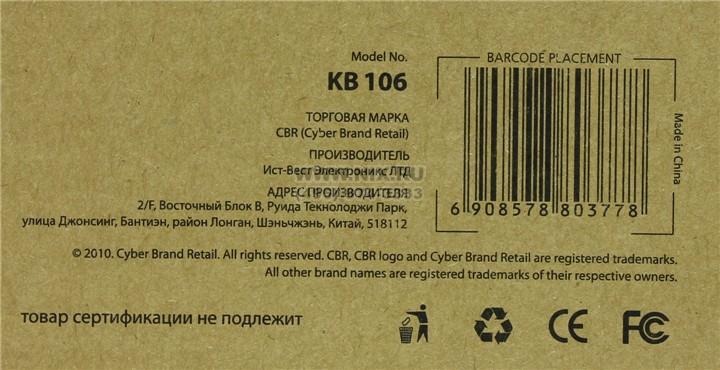 Model No.
KB 106
ТОРГОВАЯ МАРКА
CBR (Cyber Brand Retail)
ПРОИЗВОДИТЕЛЬ
Ист-Вест Электроникс ЛТД
АДРЕС ПРОИЗВОДИТЕЛЯ
2/F, Восточный Блок В, Руида Текнолоджи Парк,
улица Джонсинг, Бантиэн, район Лонган, Шэньчжэнь, Китай, 518112
BARCODE PLACEMENT
6 908578 803778
Made in China
© 2010. Cyber Brand Retail. All rights reserved. CBR, CBR logo and Cyber Brand Retail are registered trademarks.
All other brand names are registered trademarks of their respective owners.
товар сертификации не подлежит
CE FC